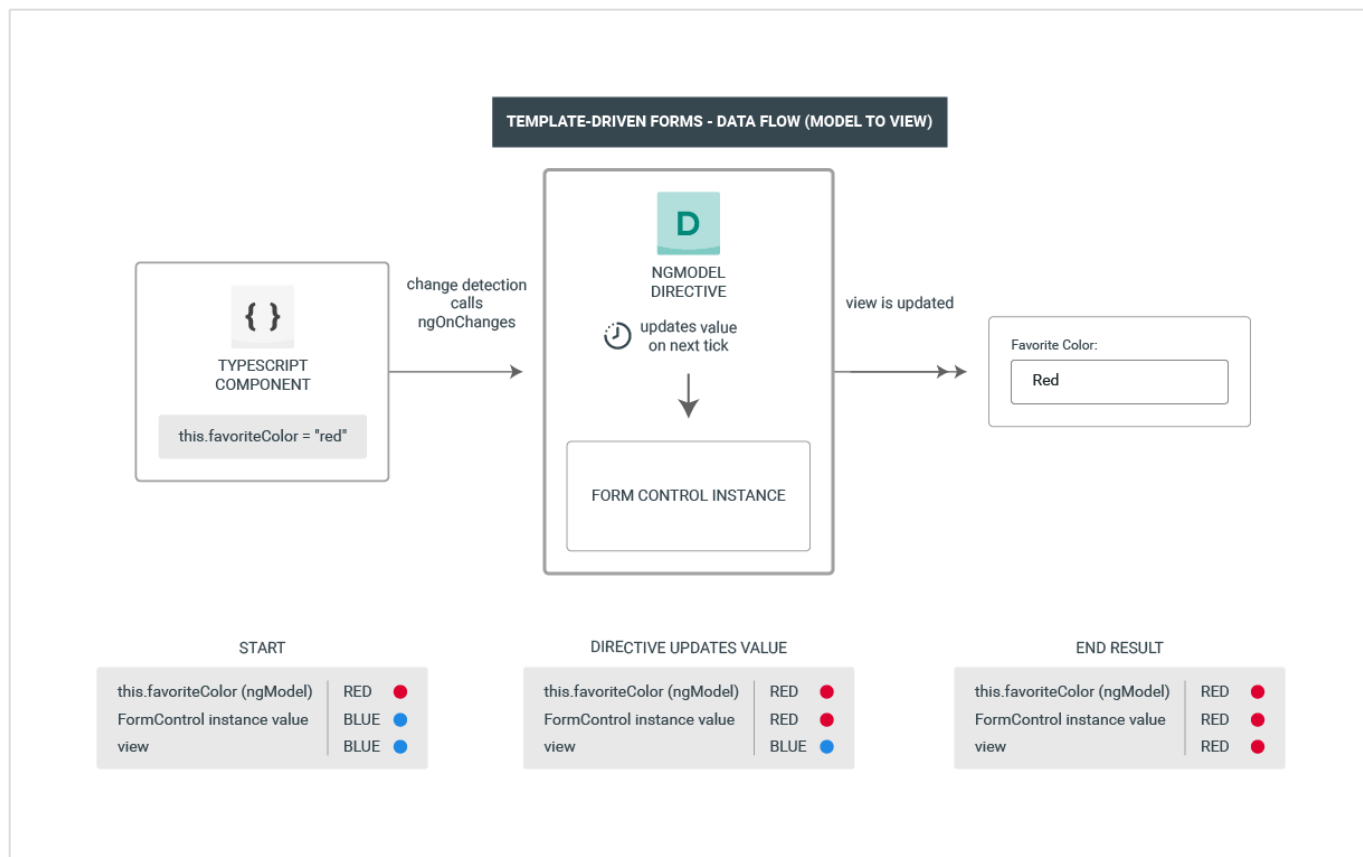 TEMPLATE-DRIVEN FORMS - DATA FLOW (MODEL TO VIEW)
{ }
TYPESCRIPT
COMPONENT
this.favoriteColor = "red"
change detection
calls
ngOnChanges
D
NGMODEL
DIRECTIVE
updates value
on next tick
FORM CONTROL INSTANCE
view is updated
Favorite Color:
Red
START
this.favoriteColor (ngModel) RED
FormControl instance value BLUE
view BLUE
DIRECTIVE UPDATES VALUE
this.favoriteColor (ngModel) RED
FormControl instance value RED
view BLUE
END RESULT
this.favoriteColor (ngModel) RED
FormControl instance value RED
view RED